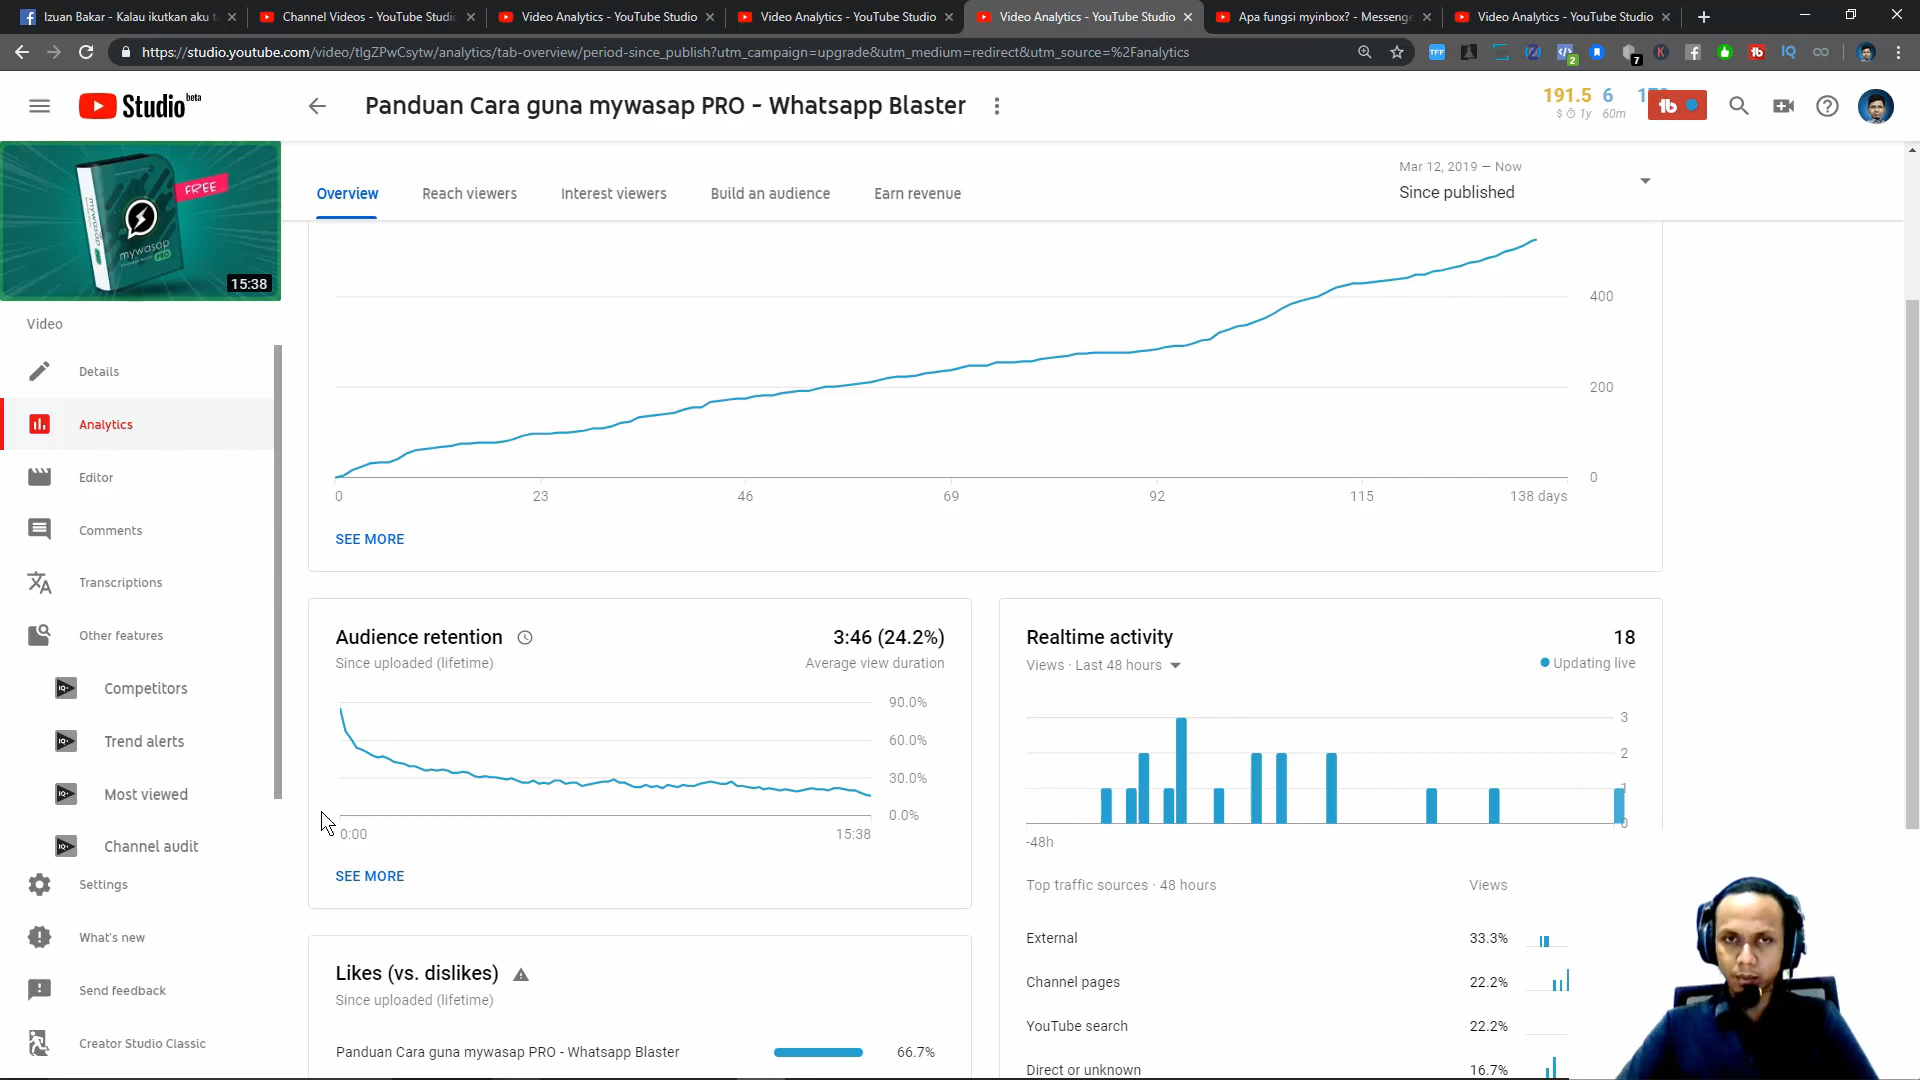 Izuan Bakar - Kalau ikutkan aku t
Channel Videos - YouTube Studio
Video Analytics - YouTube Studio
Video Analytics - YouTube Studio
Video Analytics - YouTube Studio
Apa fungsi myinbox? - Messenge
Video Analytics - YouTube Studio
https://studio.youtube.com/video/tlgZPwCsytw/analytics/tab-overview/period-since_publish?utm_campaign=upgrade&utm_medium=redirect&utm_source=%2Fanalytics
TFF
2
7
K
tb
IQ
Studio beta
Panduan Cara guna mywasap PRO - Whatsapp Blaster
191.5 6
$ 1y 60m
tb
FREE
mywasap
PRO
15:38
Overview
Reach viewers
Interest viewers
Build an audience
Earn revenue
Mar 12, 2019 — Now
Since published
Video
Details
Analytics
Editor
Comments
Transcriptions
Other features
Competitors
Trend alerts
Most viewed
Channel audit
Settings
What's new
Send feedback
Creator Studio Classic
400
200
0
0 23 46 69 92 115 138 days
SEE MORE
Audience retention
3:46 (24.2%)
Since uploaded (lifetime)
Average view duration
90.0%
60.0%
30.0%
0.0%
0:00
15:38
SEE MORE
Likes (vs. dislikes)
Since uploaded (lifetime)
Panduan Cara guna mywasap PRO - Whatsapp Blaster
66.7%
Realtime activity
18
Views · Last 48 hours
Updating live
3
2
1
0
-48h
Top traffic sources · 48 hours
Views
External
33.3%
Channel pages
22.2%
YouTube search
22.2%
Direct or unknown
16.7%